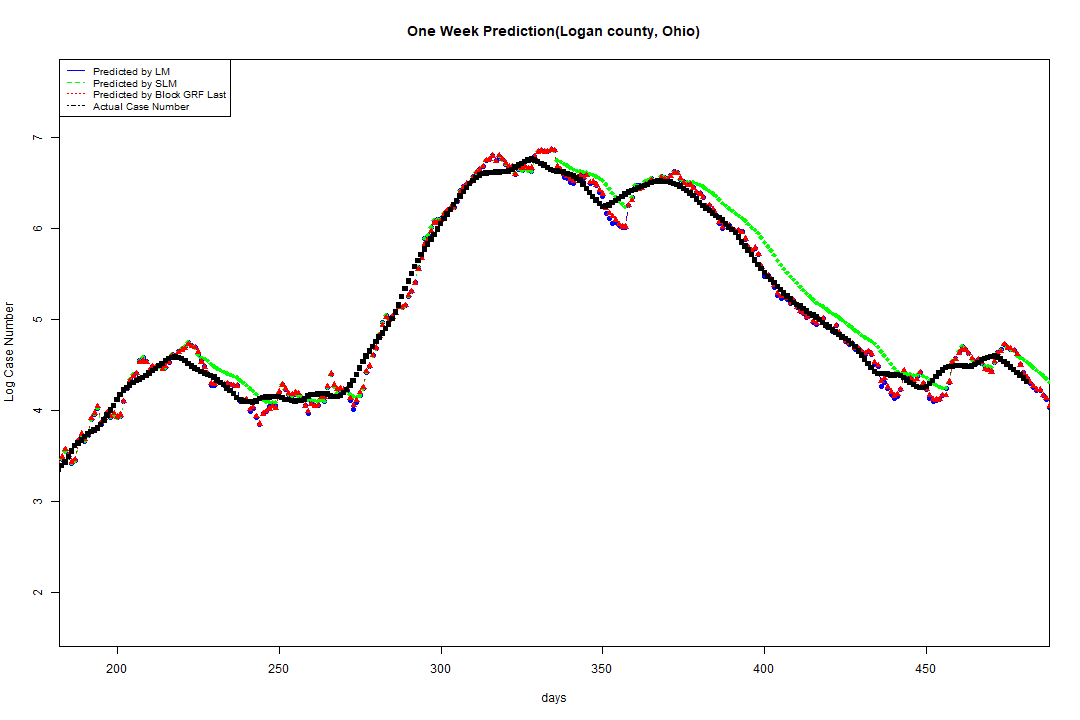 One Week Prediction(Logan county, Ohio)
Predicted by LM
Predicted by SLM
Predicted by Block GRF Last
Actual Case Number
7
6
5
4
3
2
Log Case Number
200 250 300 350 400 450
days